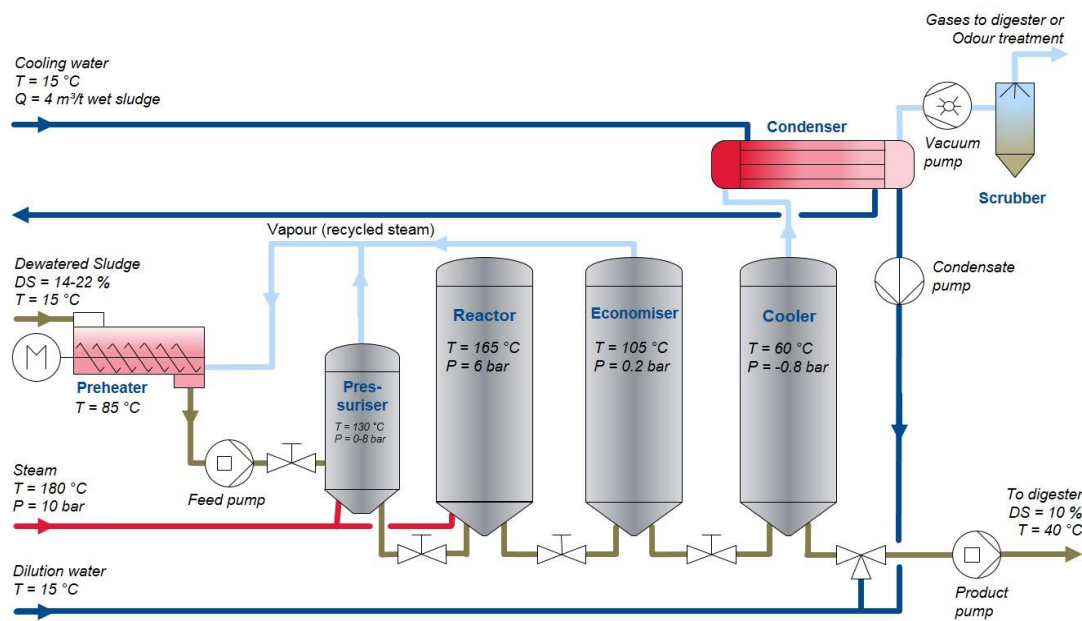 Gases to digester or
Odour treatment
Cooling water
T = 15 °C
Q = 4 m³/t wet sludge
Condenser
Vacuum
pump
Scrubber
Vapour (recycled steam)
Dewatered Sludge
DS = 14-22 %
T = 15 °C
Condensate
pump
Reactor
T = 165 °C
P = 6 bar
Economiser
T = 105 °C
P = 0.2 bar
Cooler
T = 60 °C
P = -0.8 bar
M
Preheater
T = 85 °C
Pres-
suriser
T = 130 °C
P = 0-8 bar
Steam
T = 180 °C
P = 10 bar
Feed pump
To digester
DS = 10 %
T = 40 °C
Dilution water
T = 15 °C
Product
pump